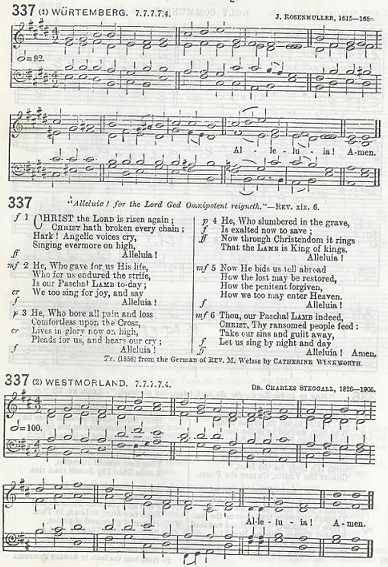 337 (1) WÜRTEMBERG. 7.7.7.7.4. J. ROSENMULLER, 1615—168
=92.
Al - le - lu - ia! A-men.
337 "Alleluia! for the Lord God Omnipotent reigneth."—REV. xix. 6.
f 1 CHRIST the LORD is risen again;
CHRIST hath broken every chain;
Hark! Angelic voices cry,
Singing evermore on high,
ff Alleluia!
mf 2 He, Who gave for us His life,
Who for us endured the strife,
Is our Paschal LAMB to-day;
cr We too sing for joy, and say
f Alleluia!
p 3 He, Who bore all pain and loss
Comfortless upon the Cross,
cr Lives in glory now on high,
Pleads for us, and hears our cry;
f Alleluia!
p 4 He, Who slumbered in the grave,
f Is exalted now to save;
ff Now through Christendom it rings
That the LAMB is King of kings.
Alleluia!
mf 5 Now He bids us tell abroad
How the lost may be restored,
How the penitent forgiven,
How we too may enter Heaven.
f Alleluia!
mf 6 Thou, our Paschal LAMB indeed,
CHRIST, Thy ransomed people feed:
Take our sins and guilt away,
f Let us sing by night and day
ff Alleluia! Amen.
Tr. (1858) from the German of REV. M. Weisse by CATHERINE WINKWORTH.
337 (2) WESTMORLAND. 7.7.7.7.4. DR. CHARLES STEGGALL, 1826—1905.
=100.
Al-le - lu - ia! A-men.